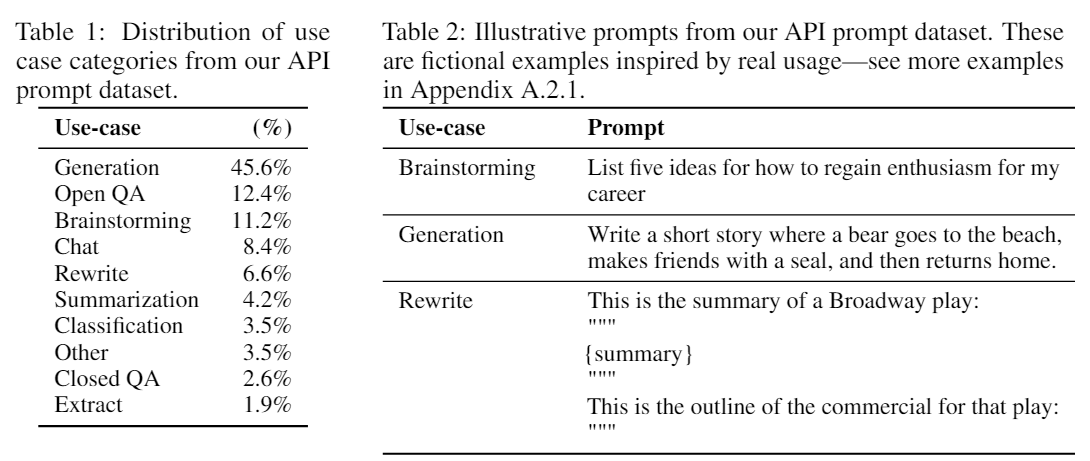 Table 1: Distribution of use
case categories from our API
prompt dataset.
Use-case (%)
Generation 45.6%
Open QA 12.4%
Brainstorming 11.2%
Chat 8.4%
Rewrite 6.6%
Summarization 4.2%
Classification 3.5%
Other 3.5%
Closed QA 2.6%
Extract 1.9%
Table 2: Illustrative prompts from our API prompt dataset. These
are fictional examples inspired by real usage—see more examples
in Appendix A.2.1.
Use-case Prompt
Brainstorming List five ideas for how to regain enthusiasm for my
career
Generation Write a short story where a bear goes to the beach,
makes friends with a seal, and then returns home.
Rewrite This is the summary of a Broadway play:
"""
{summary}
"""
This is the outline of the commercial for that play:
"""